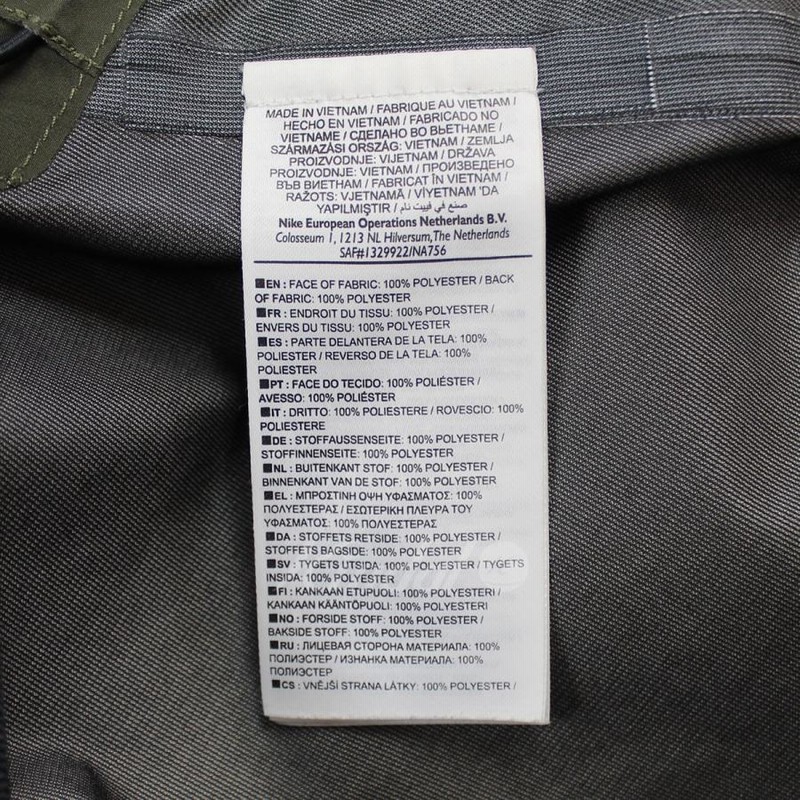 MADE IN VIETNAM / FABRIQUE AU VIETNAM /
HECHO EN VIETNAM / FABRICADO NO
VIETNAME / СДЕЛАНО ВО ВЬЕТНАМЕ /
SZÁRMAZÁSI ORSZÁG: VIETNAM / ZEMLJA
PROIZVODNJE: VIJETNAM / DRŽAVA
PROIZVODNJE: VIETNAM / ПРОИЗВЕДЕНО
ВЪВ ВИЕТНАМ / FABRICAT ÎN VIETNAM /
RAŽOTS: VJETNAMĀ / VİYETNAM 'DA
YAPILMIŞTIR / صنع في فييت نام
Nike European Operations Netherlands B.V.
Colosseum 1, 1213 NL Hilversum, The Netherlands
SAF#1329922/NA756
■EN : FACE OF FABRIC: 100% POLYESTER / BACK
OF FABRIC: 100% POLYESTER
■FR : ENDROIT DU TISSU: 100% POLYESTER /
ENVERS DU TISSU: 100% POLYESTER
■ES : PARTE DELANTERA DE LA TELA: 100%
POLIESTER / REVERSO DE LA TELA: 100%
POLIESTER
■PT : FACE DO TECIDO: 100% POLIÉSTER /
AVESSO: 100% POLIÉSTER
■IT : DRITTO: 100% POLIESTERE / ROVESCIO: 100%
POLIESTERE
■DE : STOFFAUSSENSEITE: 100% POLYESTER /
STOFFINNENSEITE: 100% POLYESTER
■NL : BUITENKANT STOF: 100% POLYESTER /
BINNENKANT VAN DE STOF: 100% POLYESTER
■EL : ΜΠΡΟΣΤΙΝΗ ΟΨΗ ΥΦΑΣΜΑΤΟΣ: 100%
ΠΟΛΥΕΣΤΕΡΑΣ / ΕΣΩΤΕΡΙΚΗ ΠΛΕΥΡΑ ΤΟΥ
ΥΦΑΣΜΑΤΟΣ: 100% ΠΟΛΥΕΣΤΕΡΑΣ
■DA : STOFFETS RETSIDE: 100% POLYESTER /
STOFFETS BAGSIDE: 100% POLYESTER
■SV : TYGETS UTSIDA: 100% POLYESTER / TYGETS
INSIDA: 100% POLYESTER
■FI : KANKAAN ETUPUOLI: 100% POLYESTERI /
KANKAAN KÄÄNTÖPUOLI: 100% POLYESTERI
■NO : FORSIDE STOFF: 100% POLYESTER /
BAKSIDE STOFF: 100% POLYESTER
■RU : ЛИЦЕВАЯ СТОРОНА МАТЕРИАЛА: 100%
ПОЛИЭСТЕР / ИЗНАНКА МАТЕРИАЛА: 100%
ПОЛИЭСТЕР
■CS : VNĚJŠÍ STRANA LÁTKY: 100% POLYESTER /